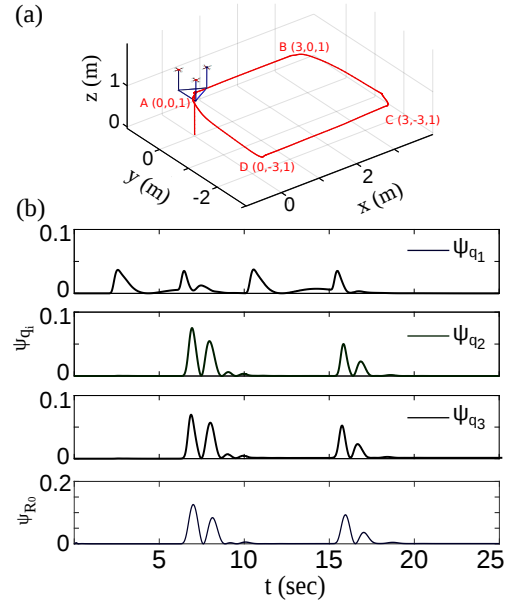 (a)
B (3,0,1)
z (m)
1
0
A (0,0,1)
C (3,-3,1)
D (0,-3,1)
0
-2
y (m)
0
2
x (m)
(b)
0.1
0
ψq1
0.1
0
ψqi
ψq2
0.1
0
ψq3
0.2
0
ψR0
5
10
15
20
25
t (sec)